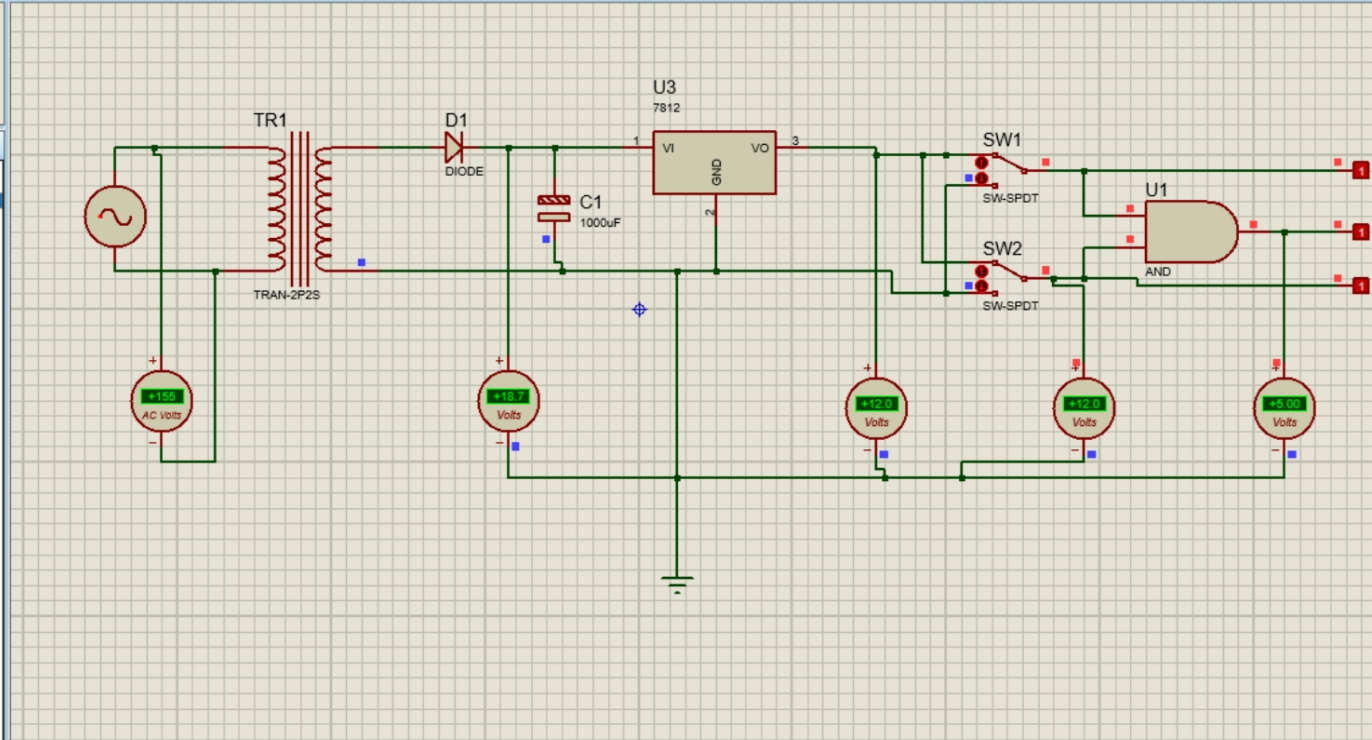 U3
7812
TR1
D1
1
VI
VO
3
GND
2
DIODE
C1
1000uF
TRAN-2P2S
SW1
SW-SPDT
SW2
SW-SPDT
U1
AND
1
1
1
+
+155
AC Volts
−
+
+18.7
Volts
−
+
+12.0
Volts
−
+
+12.0
Volts
−
+
+5.00
Volts
−